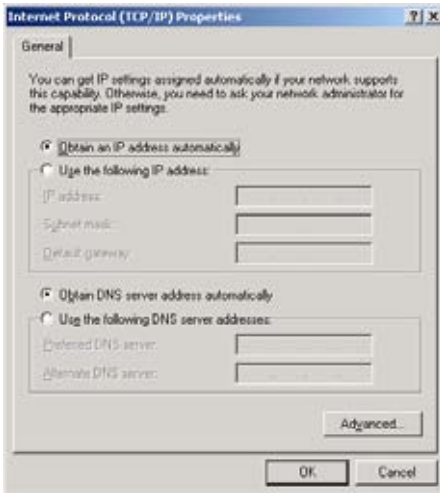 Internet Protocol (TCP/IP) Properties
General
You can get IP settings assigned automatically if your network supports
this capability. Otherwise, you need to ask your network administrator for
the appropriate IP settings.
Obtain an IP address automatically
Use the following IP address:
IP address:
Subnet mask:
Default gateway:
Obtain DNS server address automatically
Use the following DNS server addresses:
Preferred DNS server:
Alternate DNS server:
Advanced...
OK
Cancel